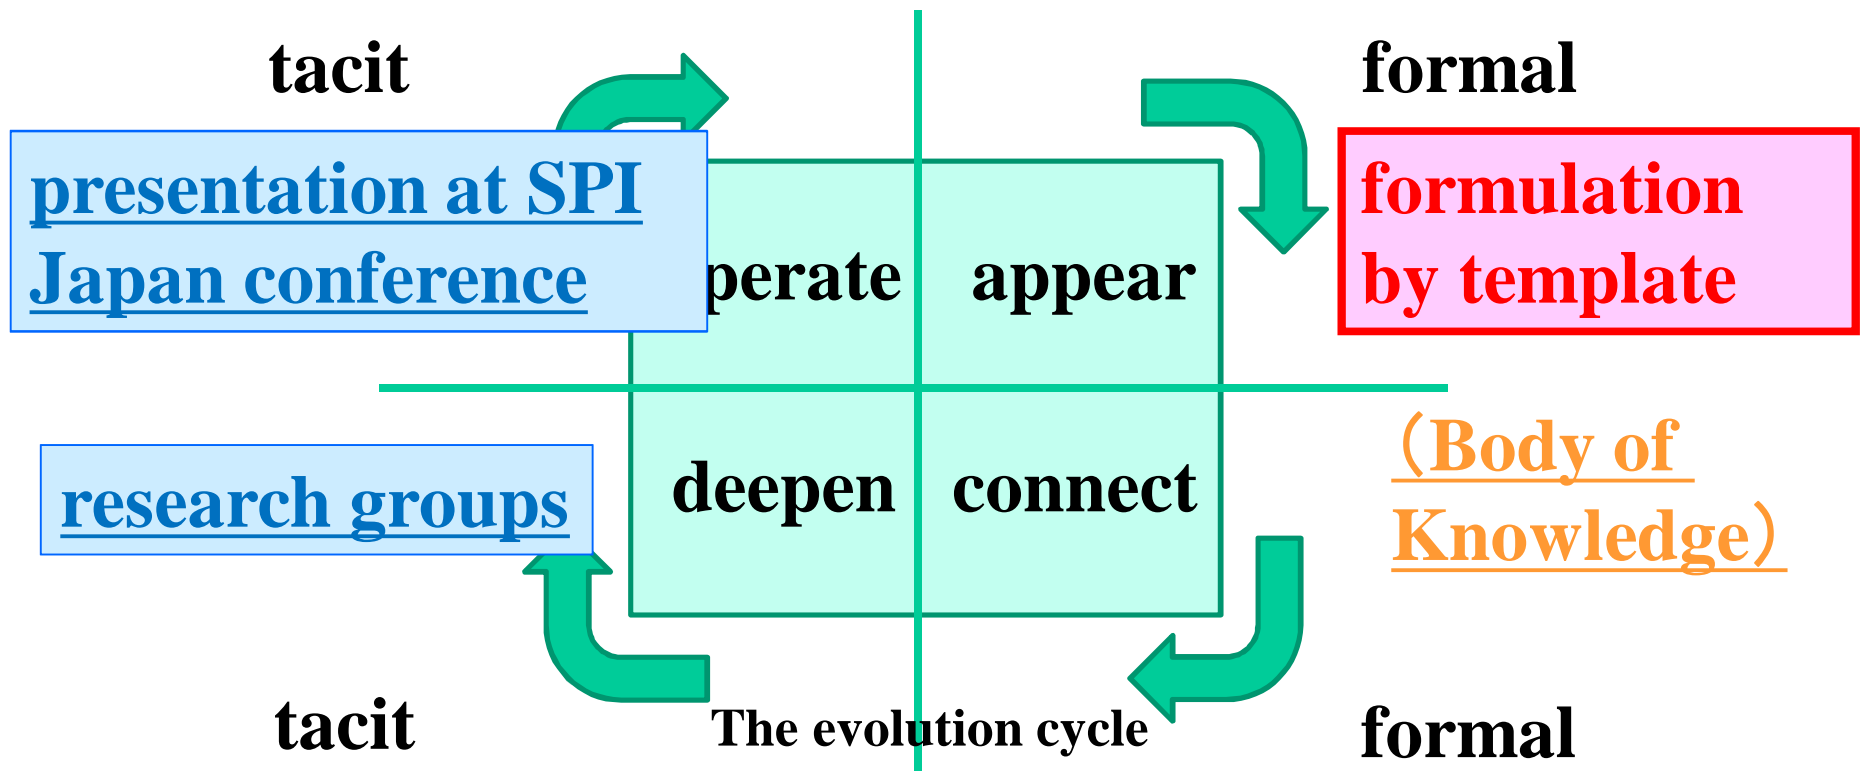 tacit
formal
presentation at SPI
Japan conference
formulation
by template
perate
appear
(Body of
Knowledge)
research groups
deepen
connect
tacit
The evolution cycle
formal